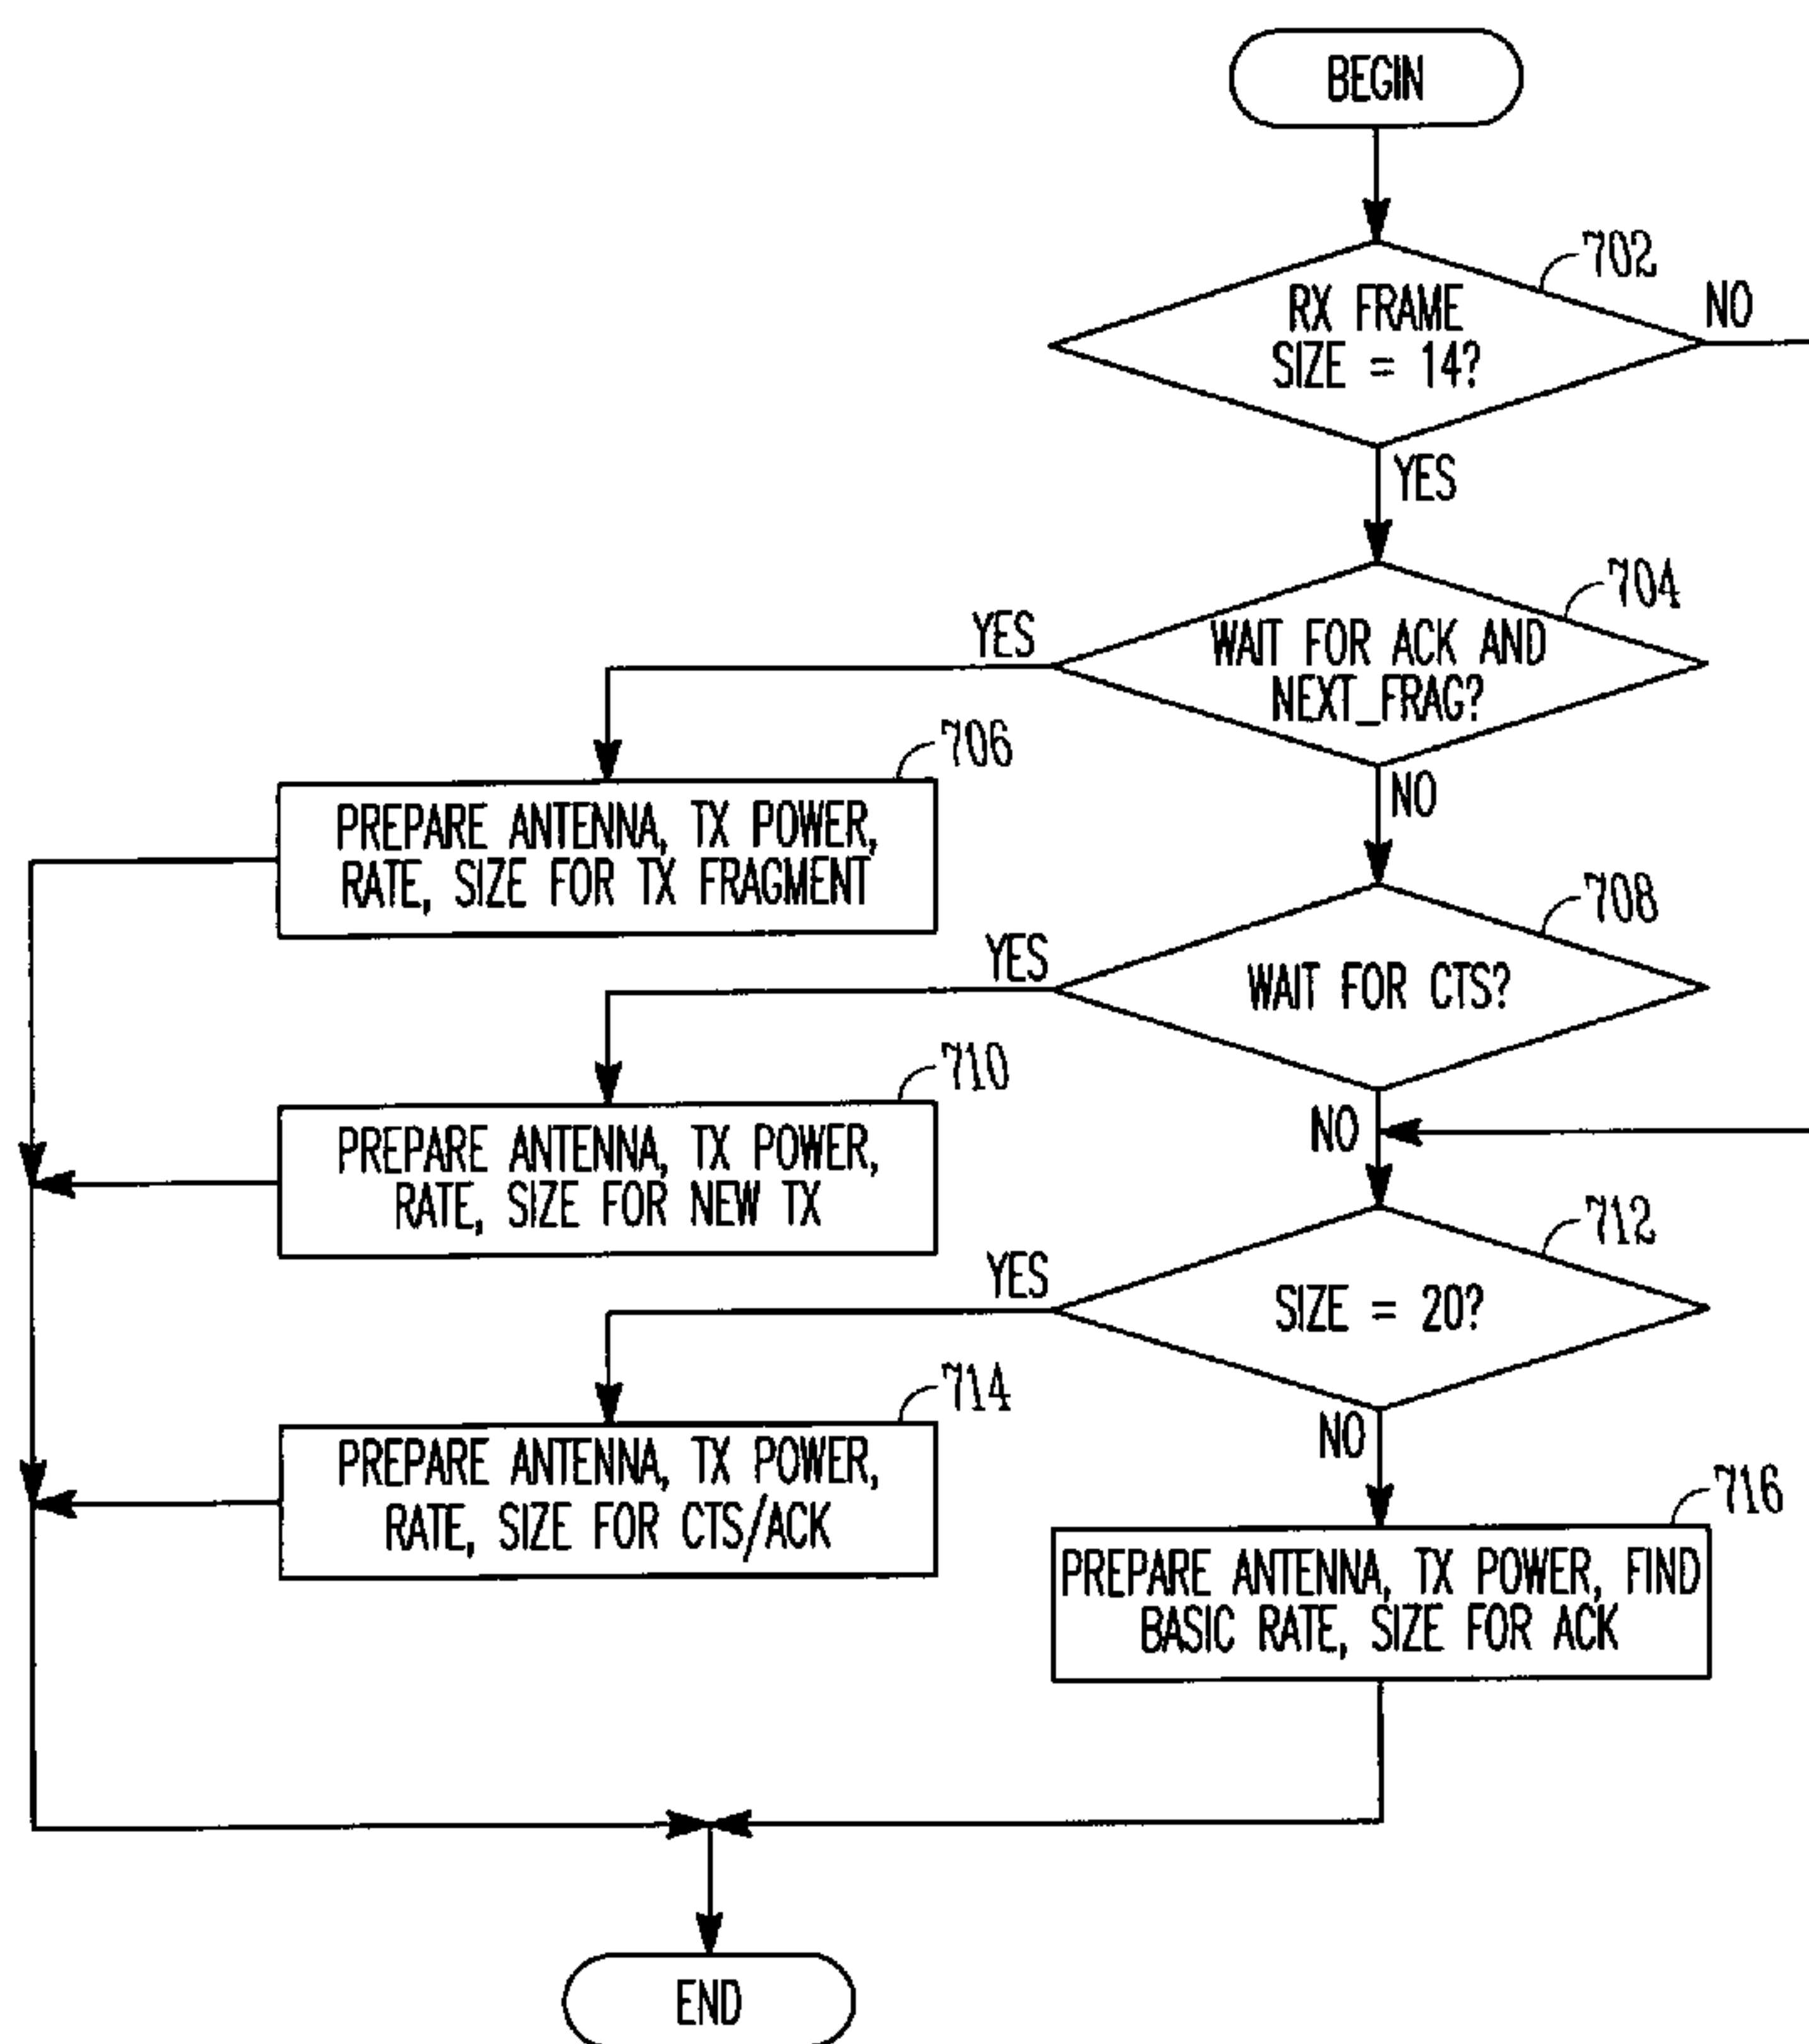 BEGIN
702
RX FRAME
SIZE = 14?
NO
YES
704
WAIT FOR ACK AND
NEXT_FRAG?
YES
NO
706
PREPARE ANTENNA, TX POWER,
RATE, SIZE FOR TX FRAGMENT
708
WAIT FOR CTS?
YES
NO
710
PREPARE ANTENNA, TX POWER,
RATE, SIZE FOR NEW TX
712
SIZE = 20?
YES
NO
714
PREPARE ANTENNA, TX POWER,
RATE, SIZE FOR CTS/ACK
716
PREPARE ANTENNA, TX POWER, FIND
BASIC RATE, SIZE FOR ACK
END